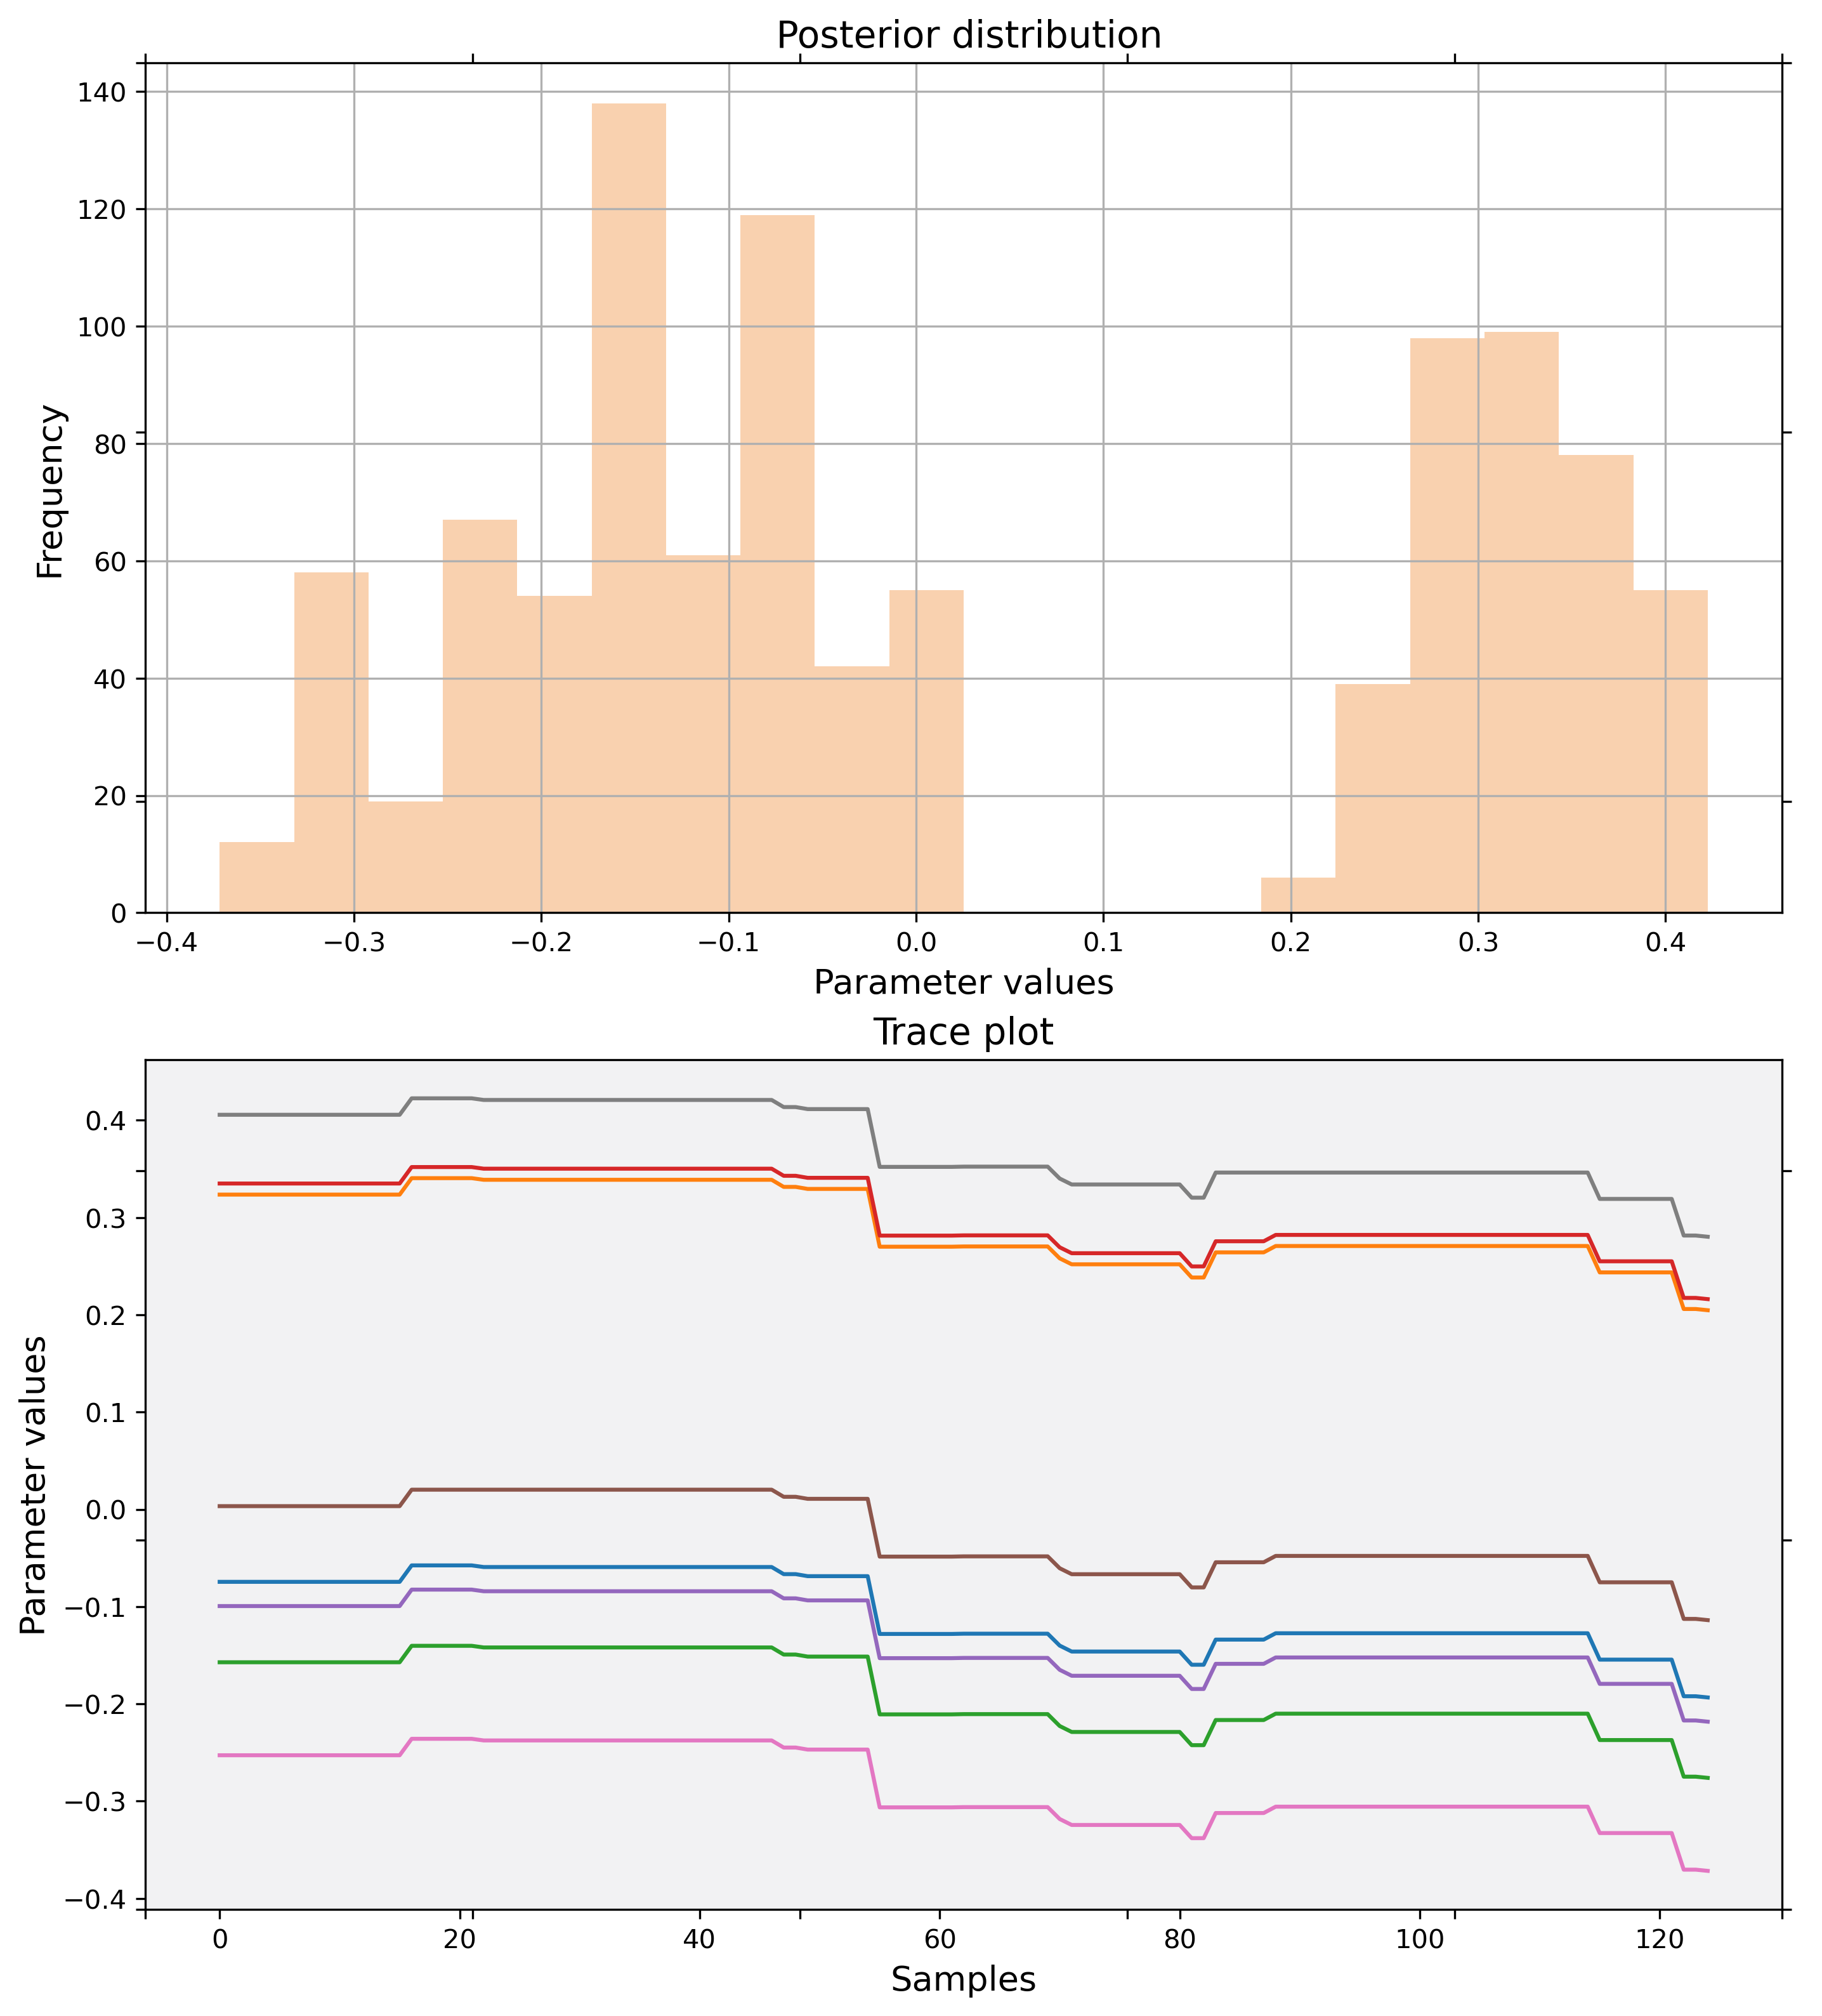 Posterior distribution
140
120
100
80
60
40
20
0
Frequency
−0.4 −0.3 −0.2 −0.1 0.0 0.1 0.2 0.3 0.4
Parameter values
Trace plot
0.4
0.3
0.2
0.1
0.0
−0.1
−0.2
−0.3
−0.4
Parameter values
0 20 40 60 80 100 120
Samples